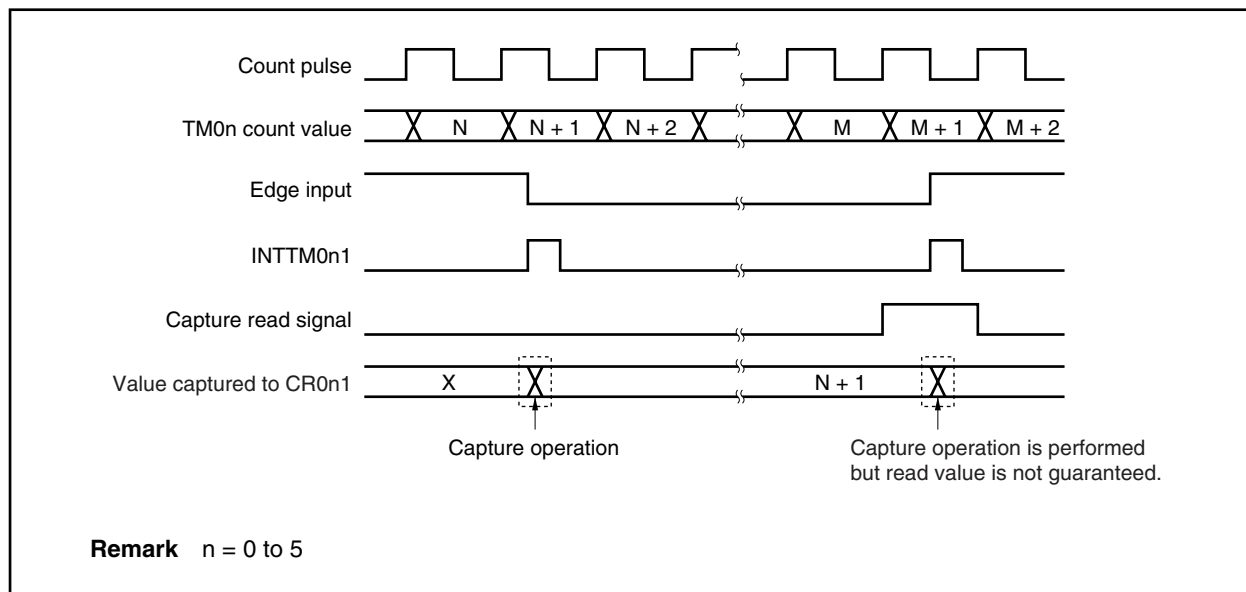 Count pulse
TM0n count value N N + 1 N + 2 M M + 1 M + 2
Edge input
INTTM0n1
Capture read signal
Value captured to CR0n1 X N + 1
Capture operation
Capture operation is performed
but read value is not guaranteed.
Remark n = 0 to 5